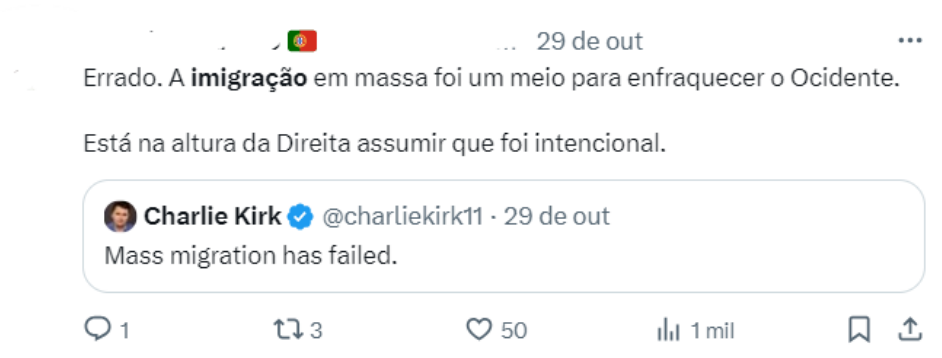 29 de out
Errado. A imigração em massa foi um meio para enfraquecer o Ocidente.
Está na altura da Direita assumir que foi intencional.
Charlie Kirk @charliekirk11 · 29 de out
Mass migration has failed.
1 3 50 1 mil